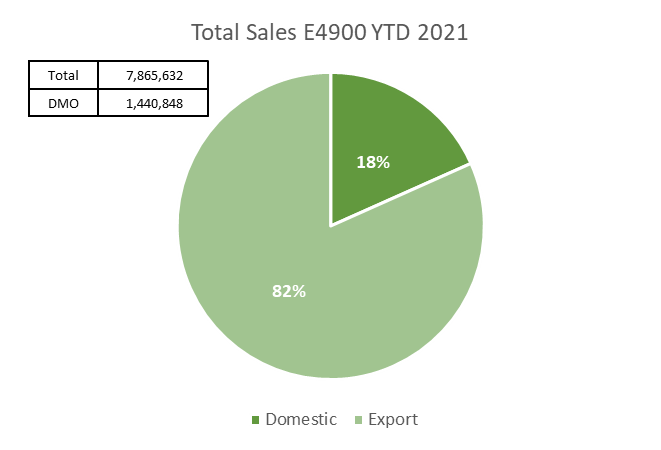 Total Sales E4900 YTD 2021
Total 7,865,632
DMO 1,440,848
18%
82%
Domestic Export